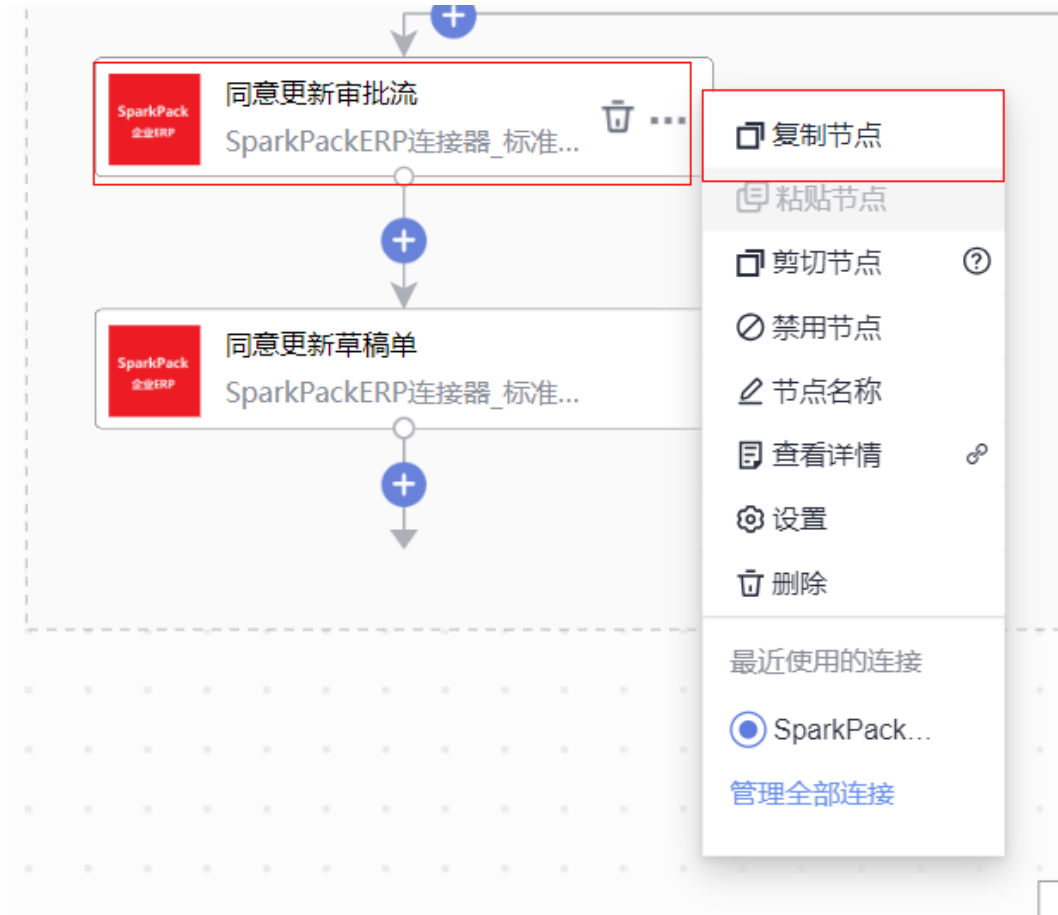 SparkPack
企业ERP
同意更新审批流
SparkPackERP连接器_标准...
复制节点
粘贴节点
剪切节点
禁用节点
SparkPack
企业ERP
同意更新草稿单
SparkPackERP连接器_标准...
节点名称
查看详情
设置
删除
最近使用的连接
SparkPack...
管理全部连接